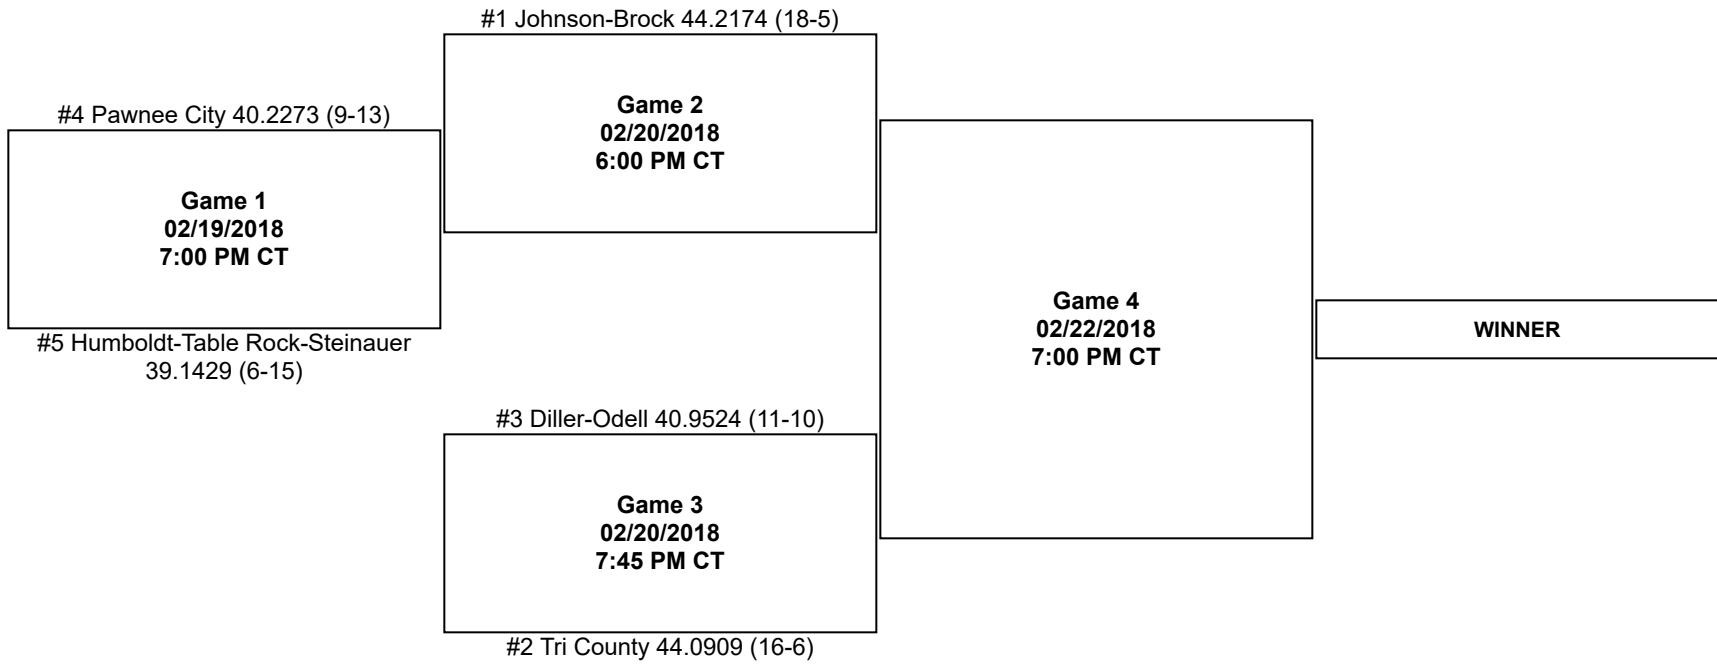 #1 Johnson-Brock 44.2174 (18-5)
Game 2
02/20/2018
6:00 PM CT
#4 Pawnee City 40.2273 (9-13)
Game 1
02/19/2018
7:00 PM CT
#5 Humboldt-Table Rock-Steinauer
39.1429 (6-15)
Game 4
02/22/2018
7:00 PM CT
WINNER
#3 Diller-Odell 40.9524 (11-10)
Game 3
02/20/2018
7:45 PM CT
#2 Tri County 44.0909 (16-6)